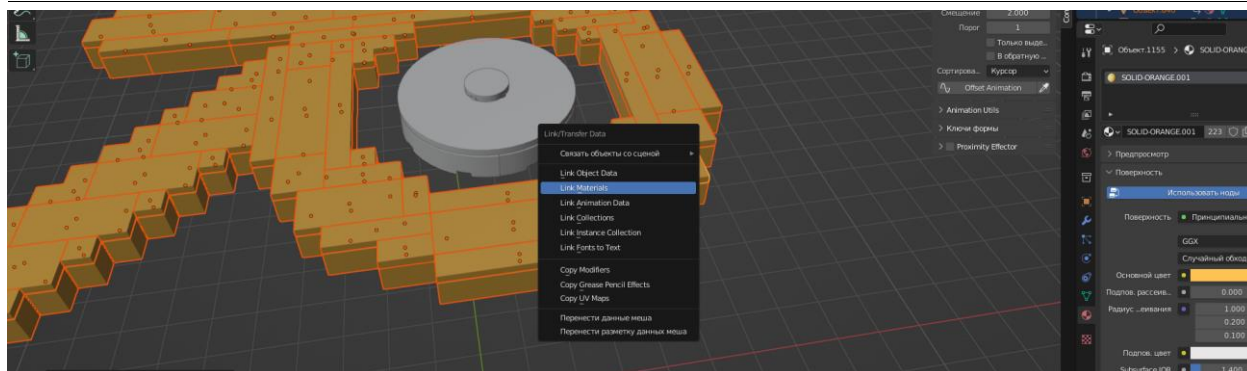 Смещение 2.000
Порог 1
Только выде...
В обратную ...
Сортирова... Курсор
Offset Animation
Animation Utils
Ключи формы
Proximity Effector
Link/Transfer Data
Связать объекты со сценой
Link Object Data
Link Materials
Link Animation Data
Link Collections
Link Instance Collection
Link Fonts to Text
Copy Modifiers
Copy Grease Pencil Effects
Copy UV Maps
Перенести данные меша
Перенести разметку данных меша
Объект.1155 > SOLID-ORANG
SOLID-ORANGE.001
SOLID-ORANGE.001 223
Предпросмотр
Поверхность
Использовать ноды
Поверхность Принципиальн
GGX
Случайный обход
Основной цвет
Подпов. рассеив... 0.000
Радиус ...еивания 1.000
0.200
0.100
Подпов. цвет
Subsurface IOR 1.400